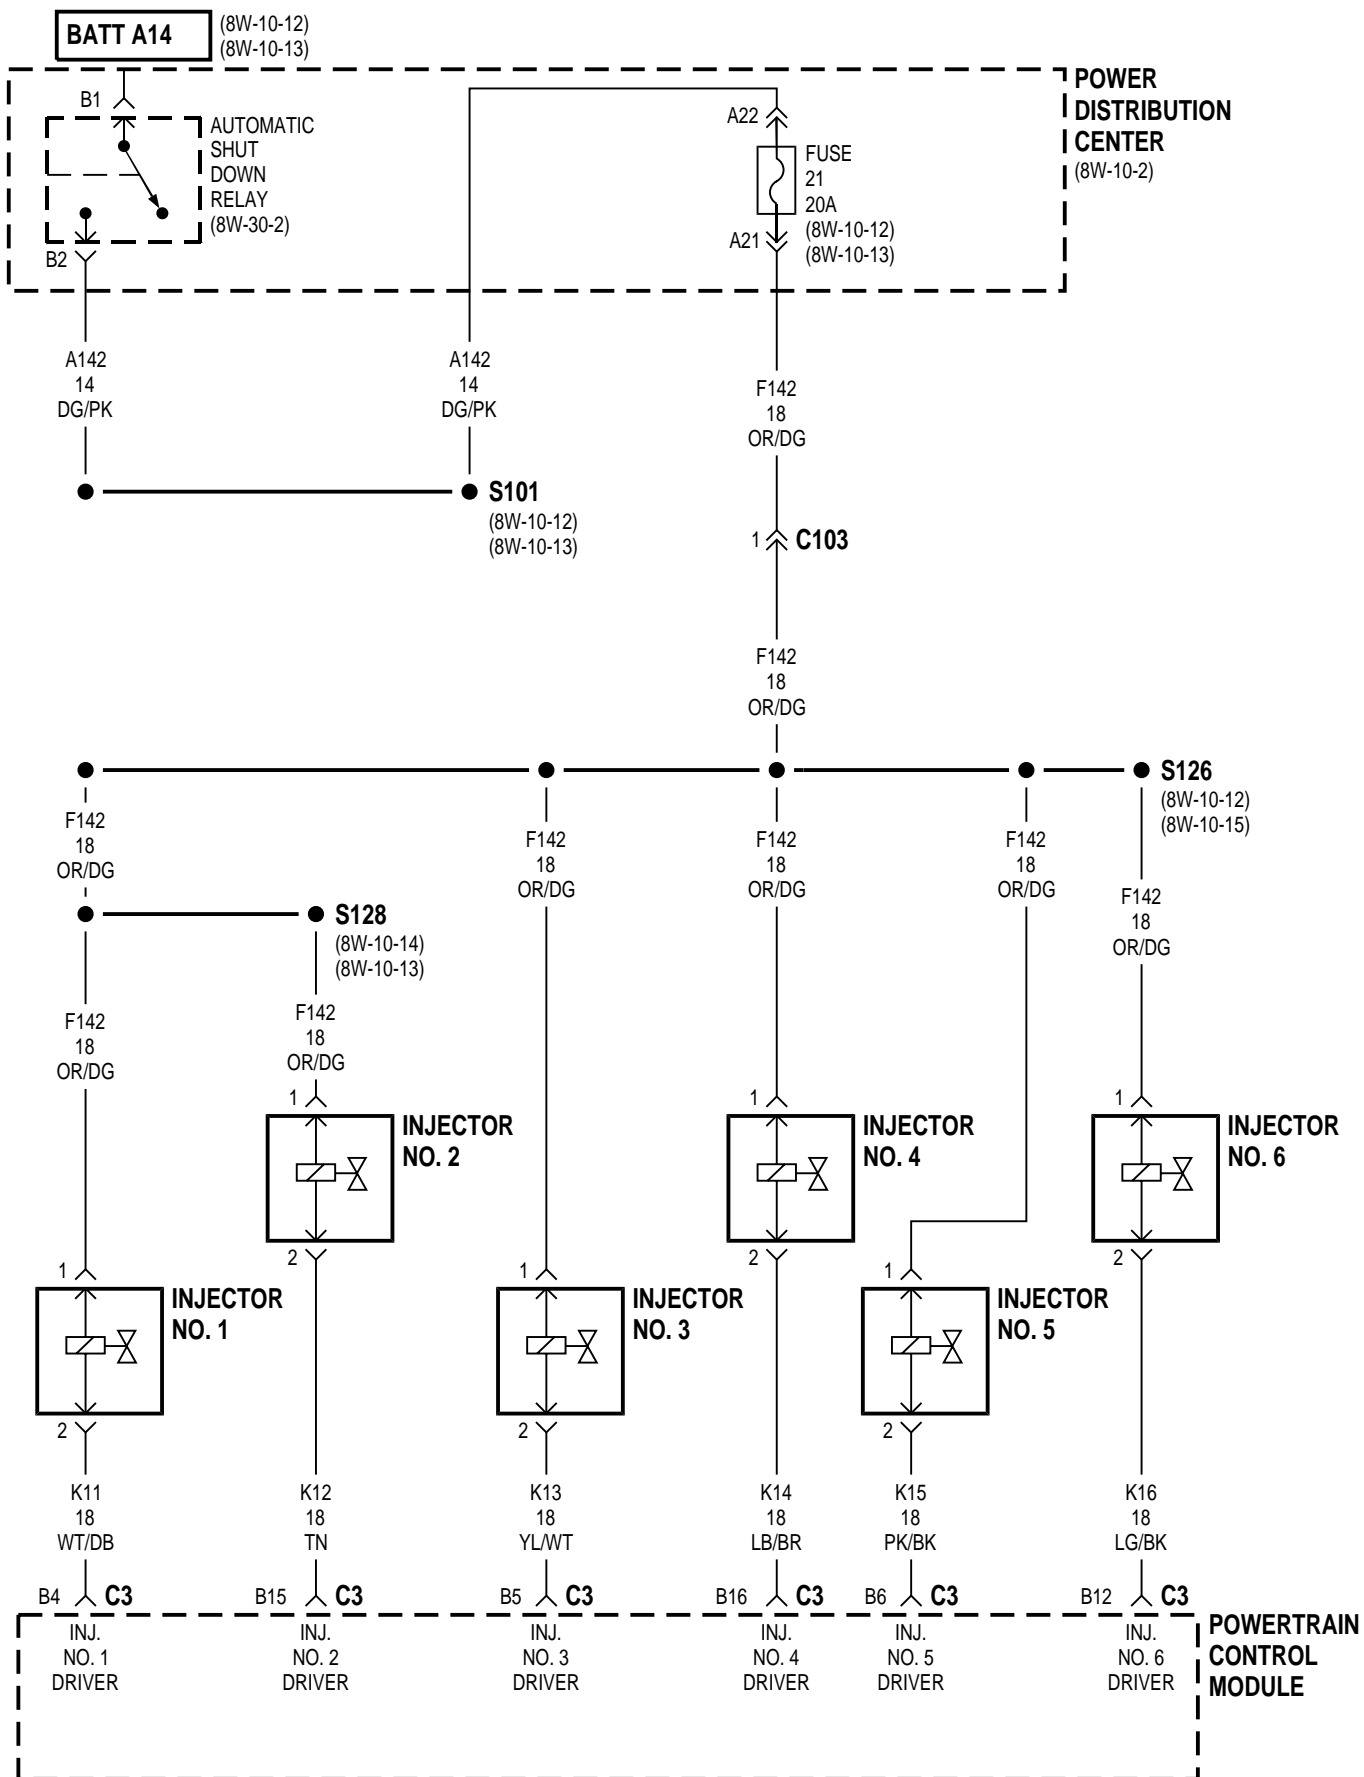 BATT A14
(8W-10-12)
(8W-10-13)
POWER
DISTRIBUTION
CENTER
(8W-10-2)
B1
AUTOMATIC
SHUT
DOWN
RELAY
(8W-30-2)
B2
A22
FUSE
21
20A
(8W-10-12)
(8W-10-13)
A21
A142
14
DG/PK
A142
14
DG/PK
F142
18
OR/DG
S101
(8W-10-12)
(8W-10-13)
1
C103
F142
18
OR/DG
S126
(8W-10-12)
(8W-10-15)
F142
18
OR/DG
F142
18
OR/DG
F142
18
OR/DG
F142
18
OR/DG
F142
18
OR/DG
S128
(8W-10-14)
(8W-10-13)
F142
18
OR/DG
F142
18
OR/DG
1
INJECTOR
NO. 2
2
1
INJECTOR
NO. 4
2
1
INJECTOR
NO. 6
2
1
INJECTOR
NO. 1
2
1
INJECTOR
NO. 3
2
1
INJECTOR
NO. 5
2
K11
18
WT/DB
K12
18
TN
K13
18
YL/WT
K14
18
LB/BR
K15
18
PK/BK
K16
18
LG/BK
B4 C3
B15 C3
B5 C3
B16 C3
B6 C3
B12 C3
INJ.
NO. 1
DRIVER
INJ.
NO. 2
DRIVER
INJ.
NO. 3
DRIVER
INJ.
NO. 4
DRIVER
INJ.
NO. 5
DRIVER
INJ.
NO. 6
DRIVER
POWERTRAIN
CONTROL
MODULE